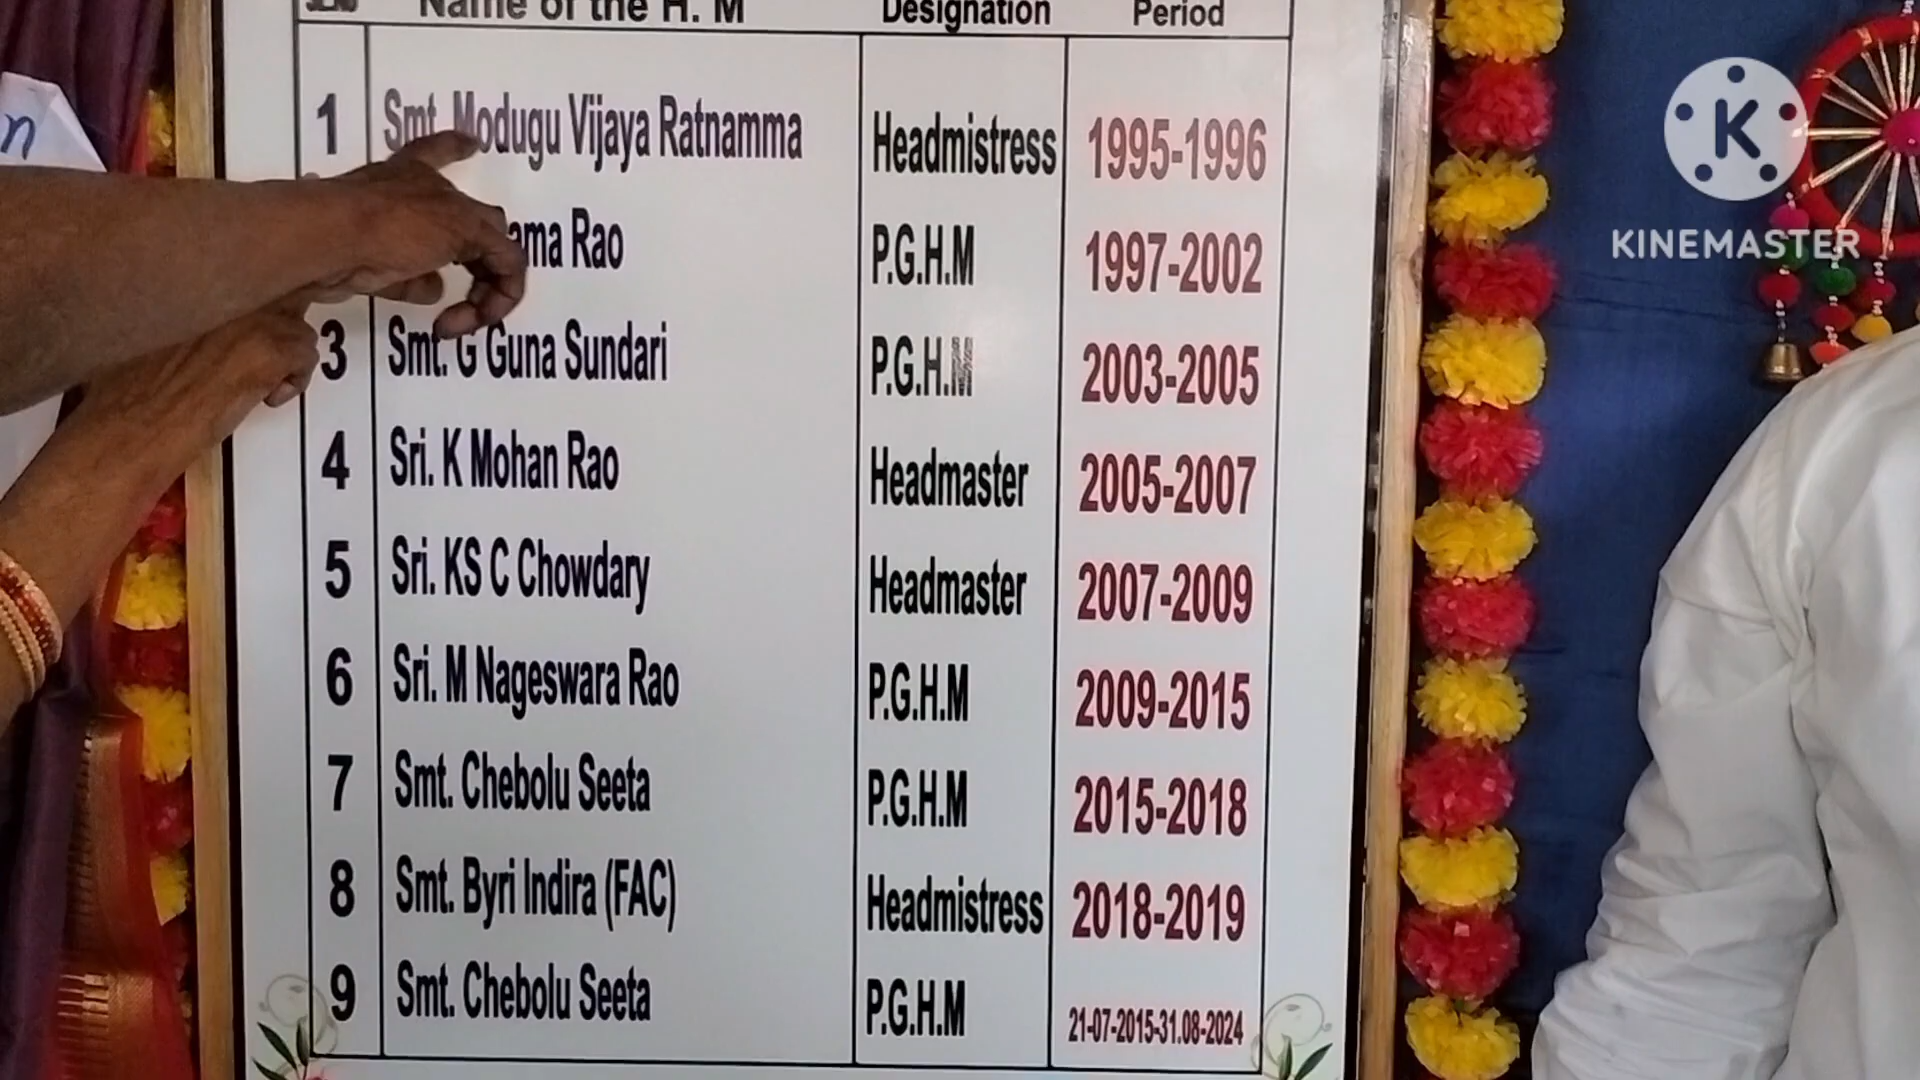 Sl.No Name of the H. M Designation Period
1 Smt. Modugu Vijaya Ratnamma Headmistress 1995-1996
ama Rao P.G.H.M 1997-2002
3 Smt. G Guna Sundari P.G.H.M 2003-2005
4 Sri. K Mohan Rao Headmaster 2005-2007
5 Sri. KS C Chowdary Headmaster 2007-2009
6 Sri. M Nageswara Rao P.G.H.M 2009-2015
7 Smt. Chebolu Seeta P.G.H.M 2015-2018
8 Smt. Byri Indira (FAC) Headmistress 2018-2019
9 Smt. Chebolu Seeta P.G.H.M 21-07-2015-31.08-2024
n
K
KINEMASTER